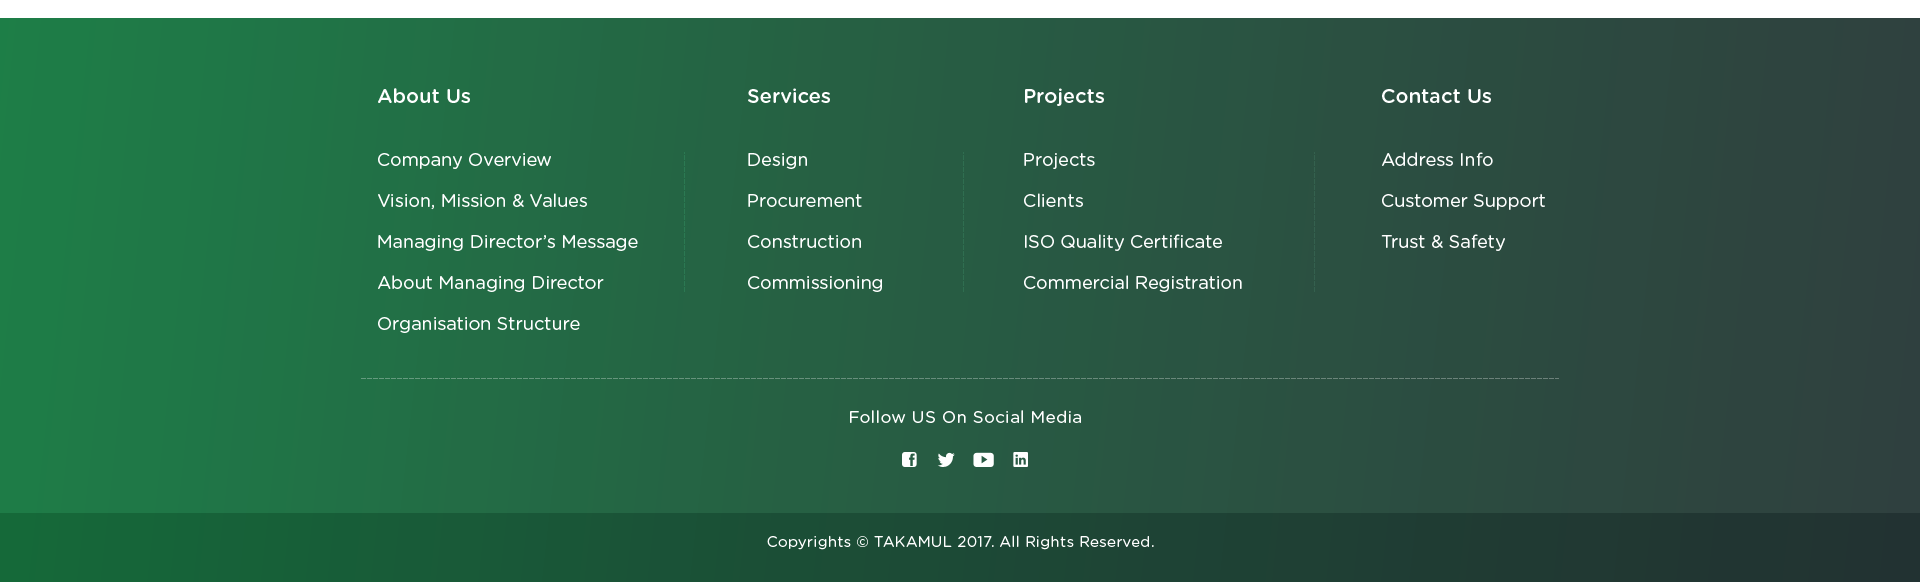 About Us
Company Overview
Vision, Mission & Values
Managing Director’s Message
About Managing Director
Organisation Structure
Services
Design
Procurement
Construction
Commissioning
Projects
Projects
Clients
ISO Quality Certificate
Commercial Registration
Contact Us
Address Info
Customer Support
Trust & Safety
Follow US On Social Media
Copyrights © TAKAMUL 2017. All Rights Reserved.